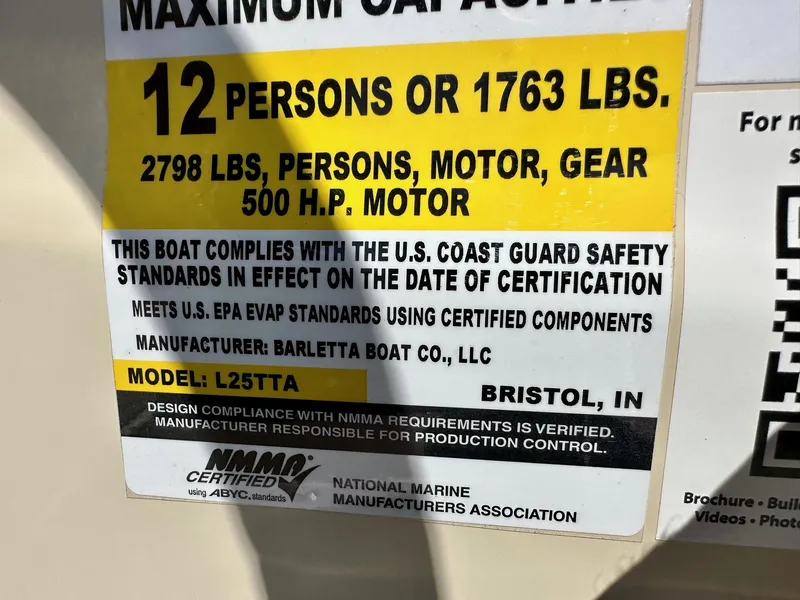 MAXIMUM CAPACITIES
12 PERSONS OR 1763 LBS.
2798 LBS, PERSONS, MOTOR, GEAR
500 H.P. MOTOR
THIS BOAT COMPLIES WITH THE U.S. COAST GUARD SAFETY
STANDARDS IN EFFECT ON THE DATE OF CERTIFICATION
MEETS U.S. EPA EVAP STANDARDS USING CERTIFIED COMPONENTS
MANUFACTURER: BARLETTA BOAT CO., LLC
MODEL: L25TTA
BRISTOL, IN
DESIGN COMPLIANCE WITH NMMA REQUIREMENTS IS VERIFIED.
MANUFACTURER RESPONSIBLE FOR PRODUCTION CONTROL.
NMMA®
CERTIFIED
using ABYC. standards
NATIONAL MARINE
MANUFACTURERS ASSOCIATION
For
Brochure •
Videos •